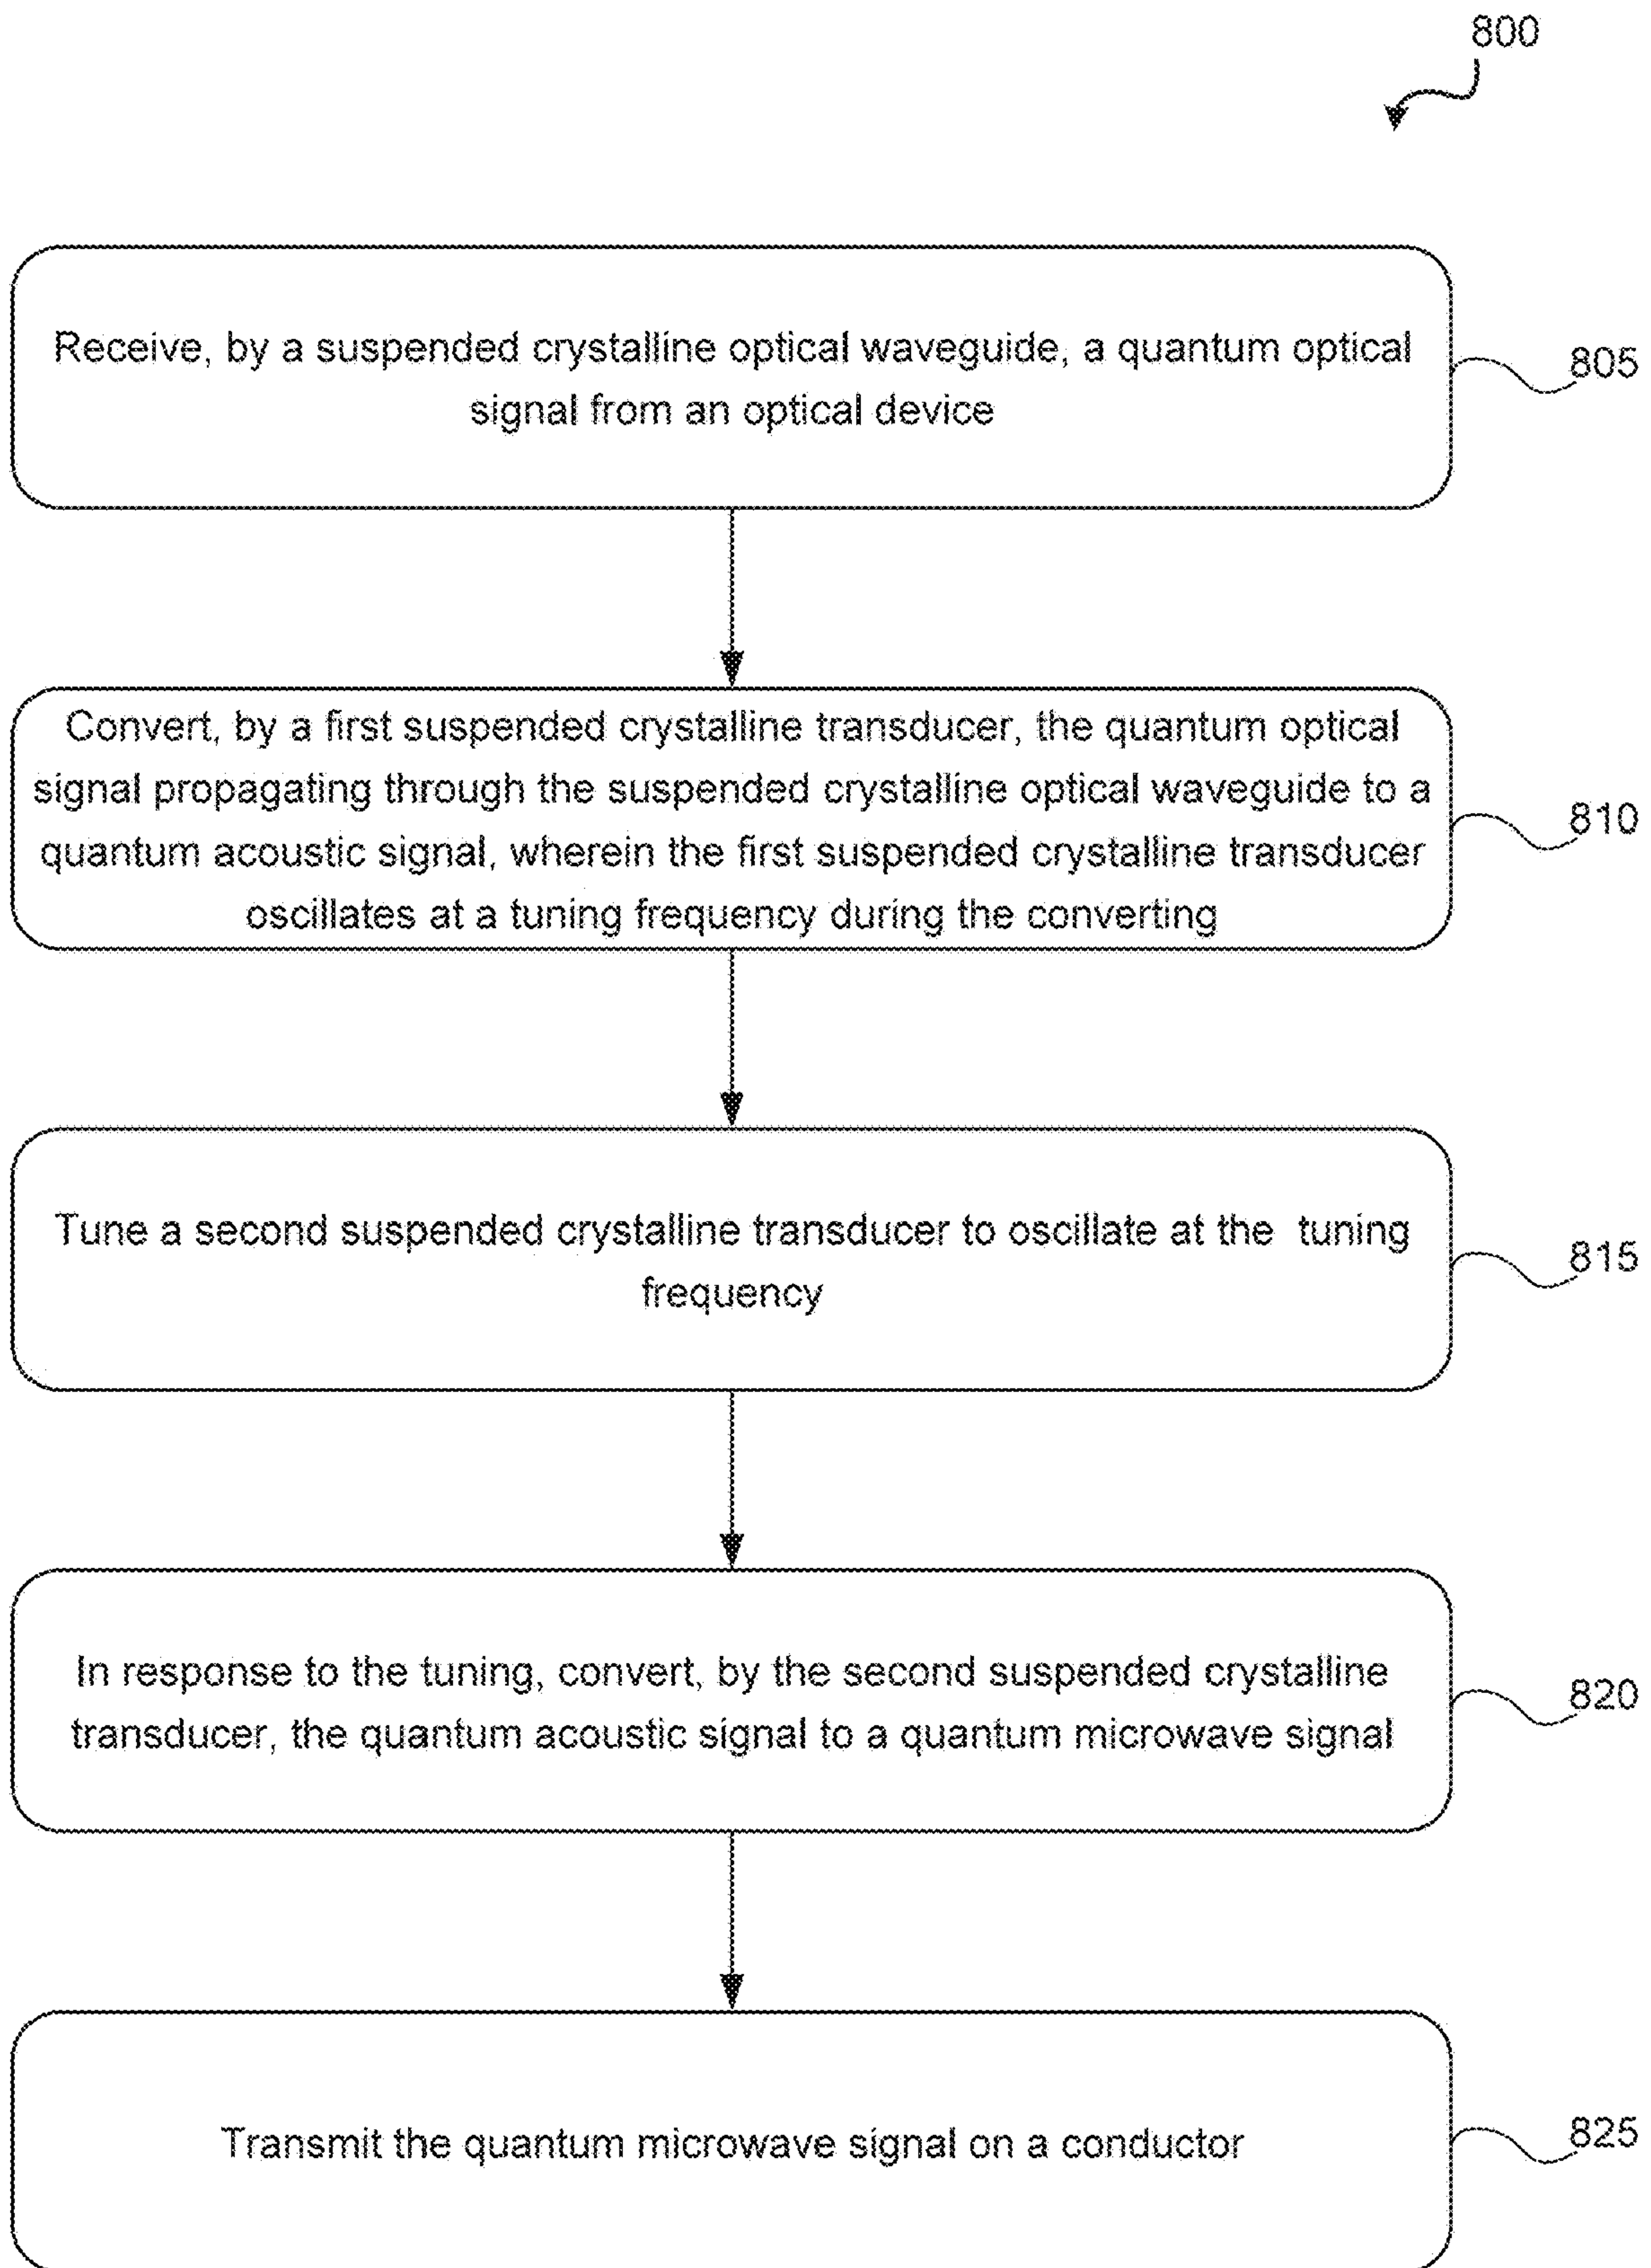 800
Receive, by a suspended crystalline optical waveguide, a quantum optical
signal from an optical device
805
Convert, by a first suspended crystalline transducer, the quantum optical
signal propagating through the suspended crystalline optical waveguide to a
quantum acoustic signal, wherein the first suspended crystalline transducer
oscillates at a tuning frequency during the converting
810
Tune a second suspended crystalline transducer to oscillate at the tuning
frequency
815
In response to the tuning, convert, by the second suspended crystalline
transducer, the quantum acoustic signal to a quantum microwave signal
820
Transmit the quantum microwave signal on a conductor
825